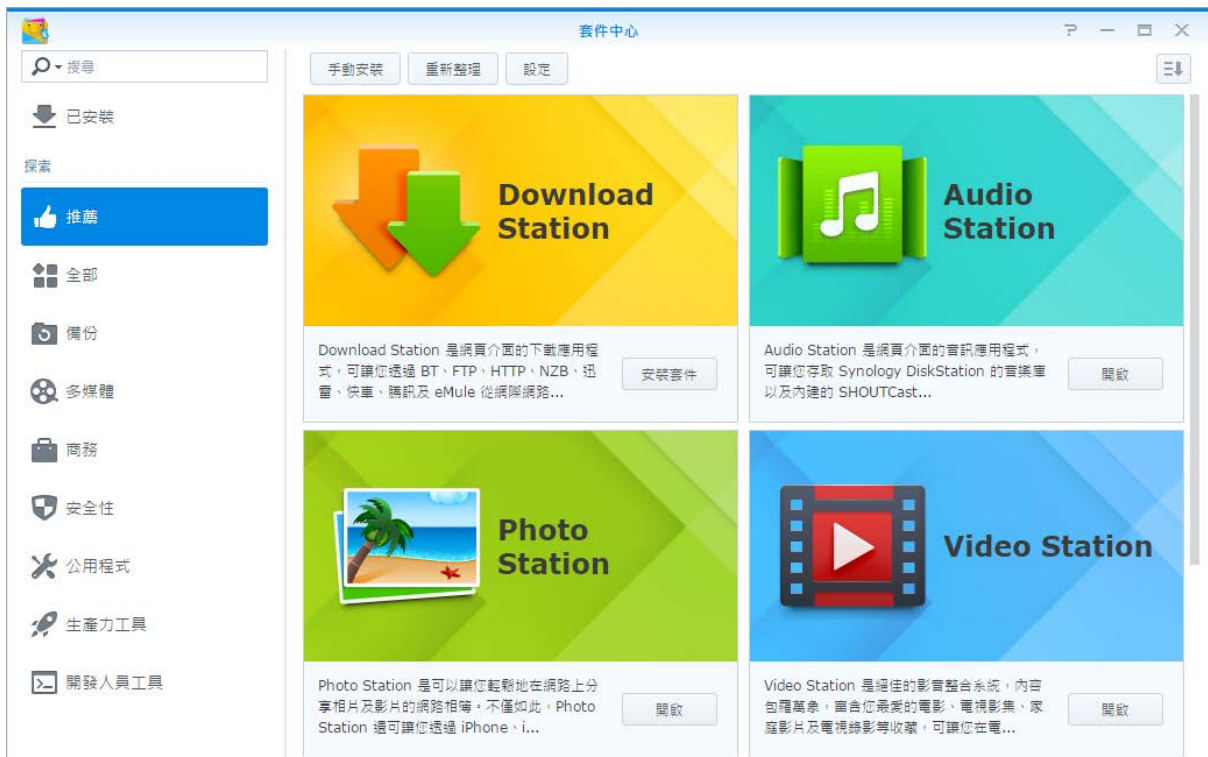 套件中心
搜尋
手動安裝
重新整理
設定
已安裝
探索
推薦
全部
備份
多媒體
商務
安全性
公用程式
生產力工具
開發人員工具
Download
Station
Download Station 是網頁介面的下載應用程
式，可讓您透過 BT、FTP、HTTP、NZB、迅
雷、快車、騰訊及 eMule 從網際網路...
安裝套件
Audio
Station
Audio Station 是網頁介面的音訊應用程式，
可讓您存取 Synology DiskStation 的音樂庫
以及內建的 SHOUTCast...
開啟
Photo
Station
Photo Station 是可以讓您輕鬆地在網路上分
享相片及影片的網路相簿。不僅如此，Photo
Station 還可讓您透過 iPhone、i...
開啟
Video Station
Video Station 是絕佳的影音整合系統，內容
包羅萬象，富含您最愛的電影、電視影集、家
庭影片及電視錄影等收藏，可讓您在電...
開啟